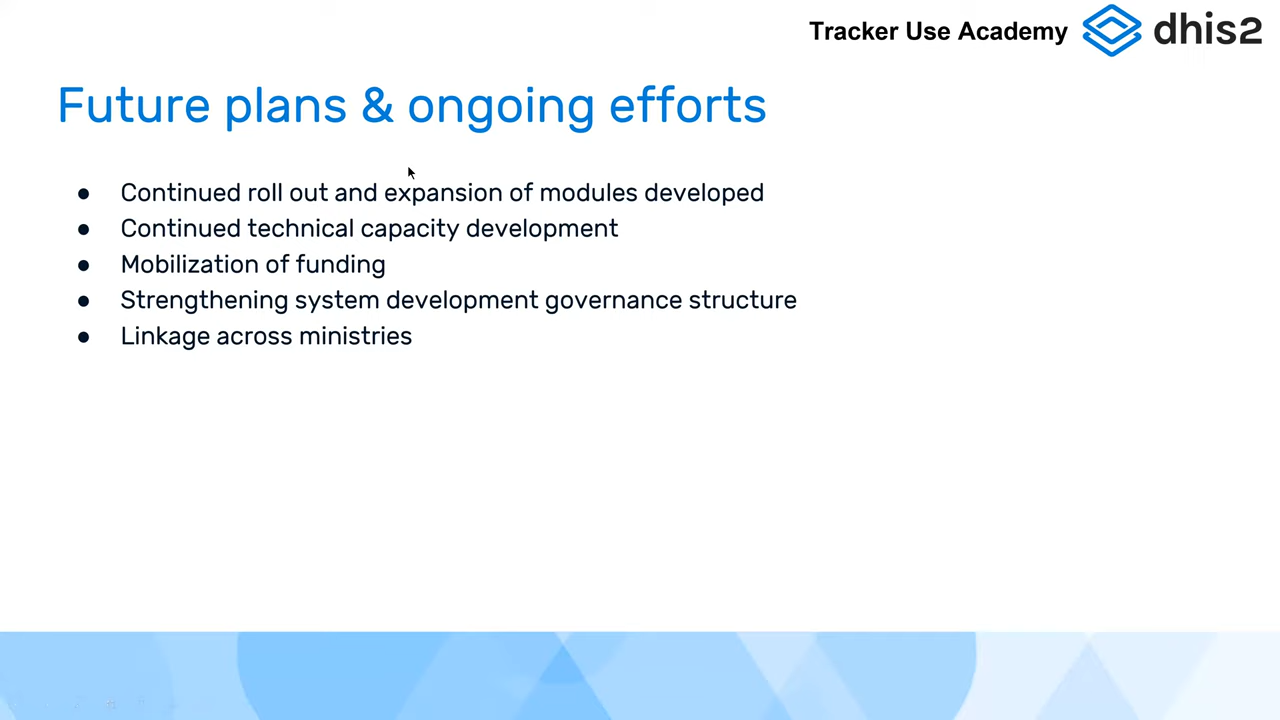 Tracker Use Academy dhis2
Future plans & ongoing efforts
● Continued roll out and expansion of modules developed
● Continued technical capacity development
● Mobilization of funding
● Strengthening system development governance structure
● Linkage across ministries